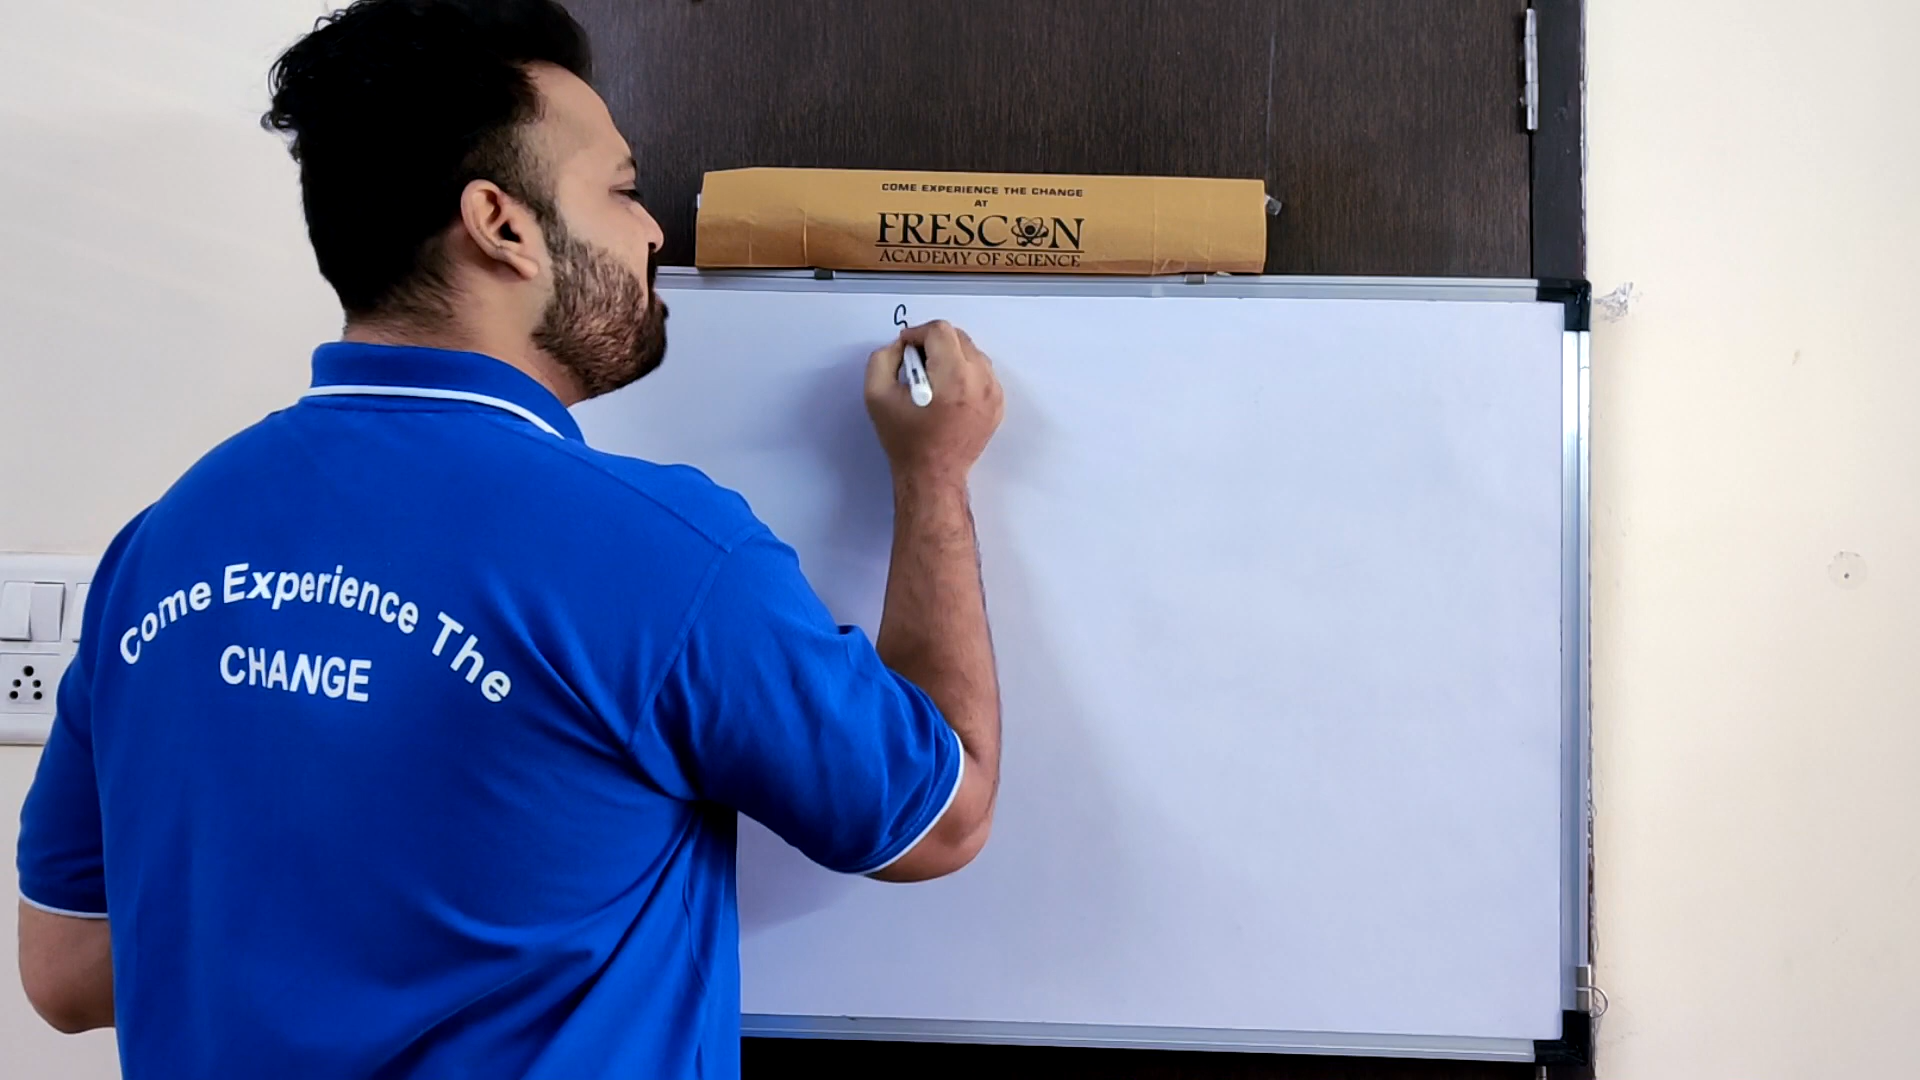 COME EXPERIENCE THE CHANGE
AT
FRESCON
ACADEMY OF SCIENCE
Come Experience The
CHANGE